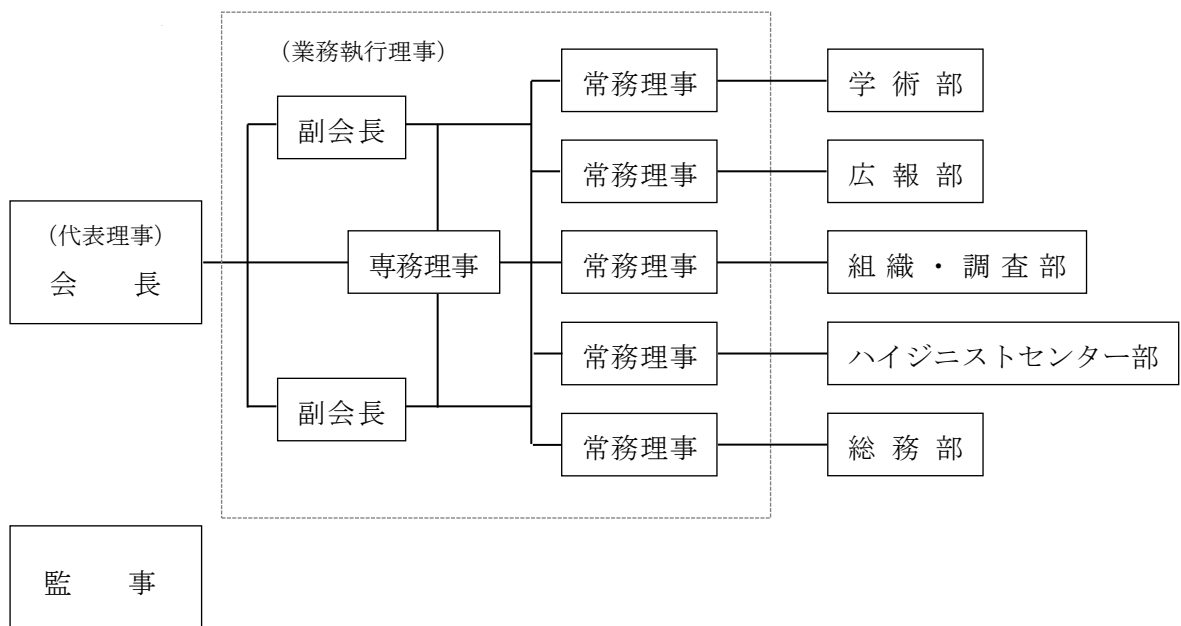 （業務執行理事）
常務理事
学術部
副会長
常務理事
広報部
（代表理事）
会　長
専務理事
常務理事
組織・調査部
常務理事
ハイジニストセンター部
副会長
常務理事
総務部
監　事